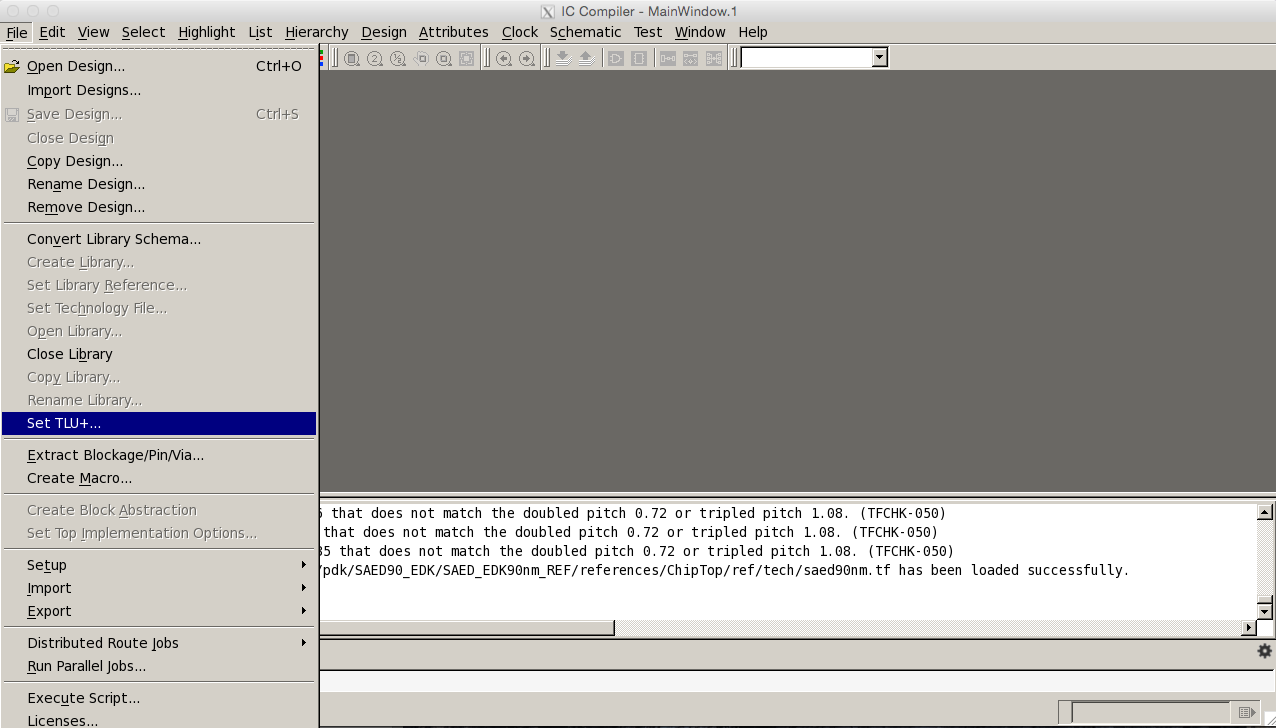 IC Compiler - MainWindow.1
File Edit View Select Highlight List Hierarchy Design Attributes Clock Schematic Test Window Help
Open Design... Ctrl+O
Import Designs...
Save Design... Ctrl+S
Close Design
Copy Design...
Rename Design...
Remove Design...
Convert Library Schema...
Create Library...
Set Library Reference...
Set Technology File...
Open Library...
Close Library
Copy Library...
Rename Library...
Set TLU+...
Extract Blockage/Pin/Via...
Create Macro...
Create Block Abstraction
Set Top Implementation Options...
Setup
Import
Export
Distributed Route Jobs
Run Parallel Jobs...
Execute Script...
Licenses...
that does not match the doubled pitch 0.72 or tripled pitch 1.08. (TFCHK-050)
that does not match the doubled pitch 0.72 or tripled pitch 1.08. (TFCHK-050)
35 that does not match the doubled pitch 0.72 or tripled pitch 1.08. (TFCHK-050)
/pdk/SAED90_EDK/SAED_EDK90nm_REF/references/ChipTop/ref/tech/saed90nm.tf has been loaded successfully.